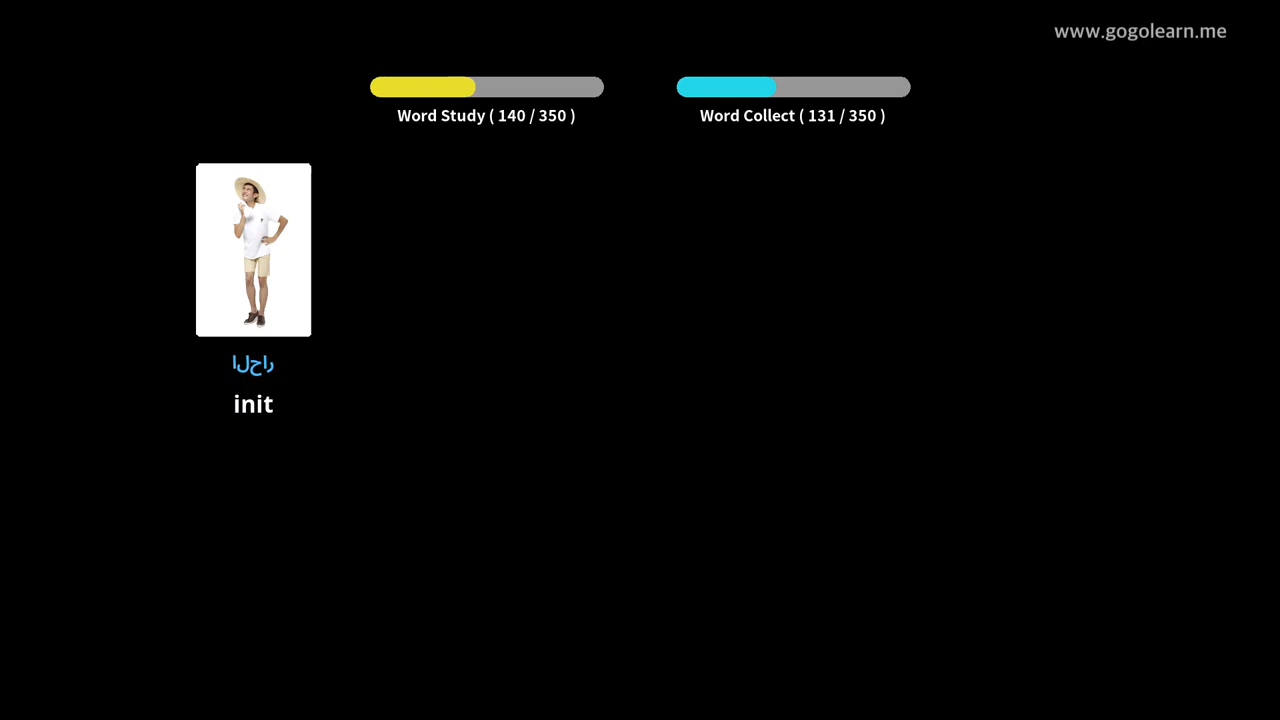 www.gogolearn.me
Word Study ( 140 / 350 )
Word Collect ( 131 / 350 )
راحلا
init